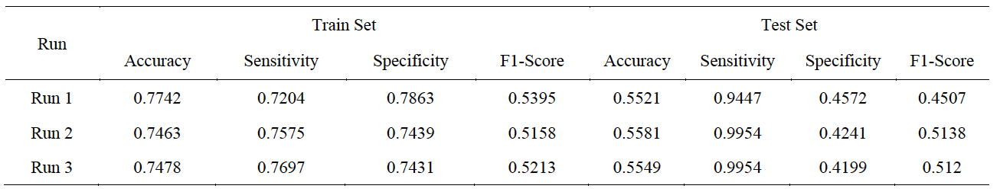 Train Set Test Set
Run
Accuracy Sensitivity Specificity F1-Score Accuracy Sensitivity Specificity F1-Score
Run 1 0.7742 0.7204 0.7863 0.5395 0.5521 0.9447 0.4572 0.4507
Run 2 0.7463 0.7575 0.7439 0.5158 0.5581 0.9954 0.4241 0.5138
Run 3 0.7478 0.7697 0.7431 0.5213 0.5549 0.9954 0.4199 0.512